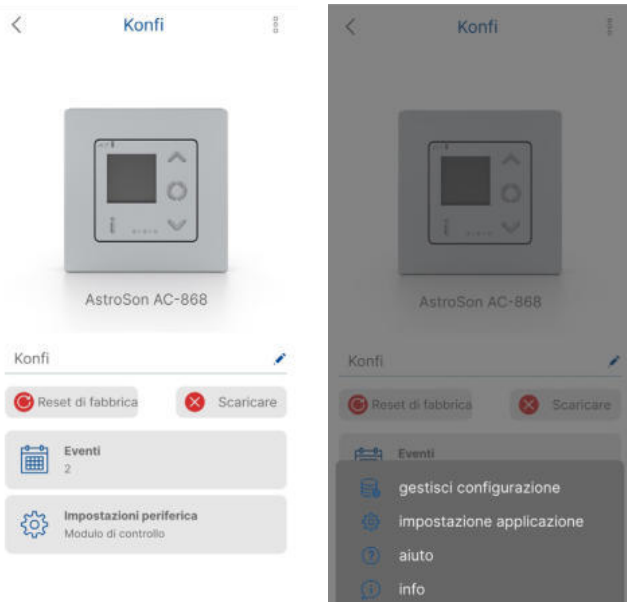 Konfi
AstroSon AC-868
Konfi
Reset di fabbrica
Scaricare
Eventi
2
Impostazioni periferica
Modulo di controllo
Konfi
AstroSon AC-868
Konfi
Reset di fabbrica
Scaricare
Eventi
gestisci configurazione
impostazione applicazione
aiuto
info